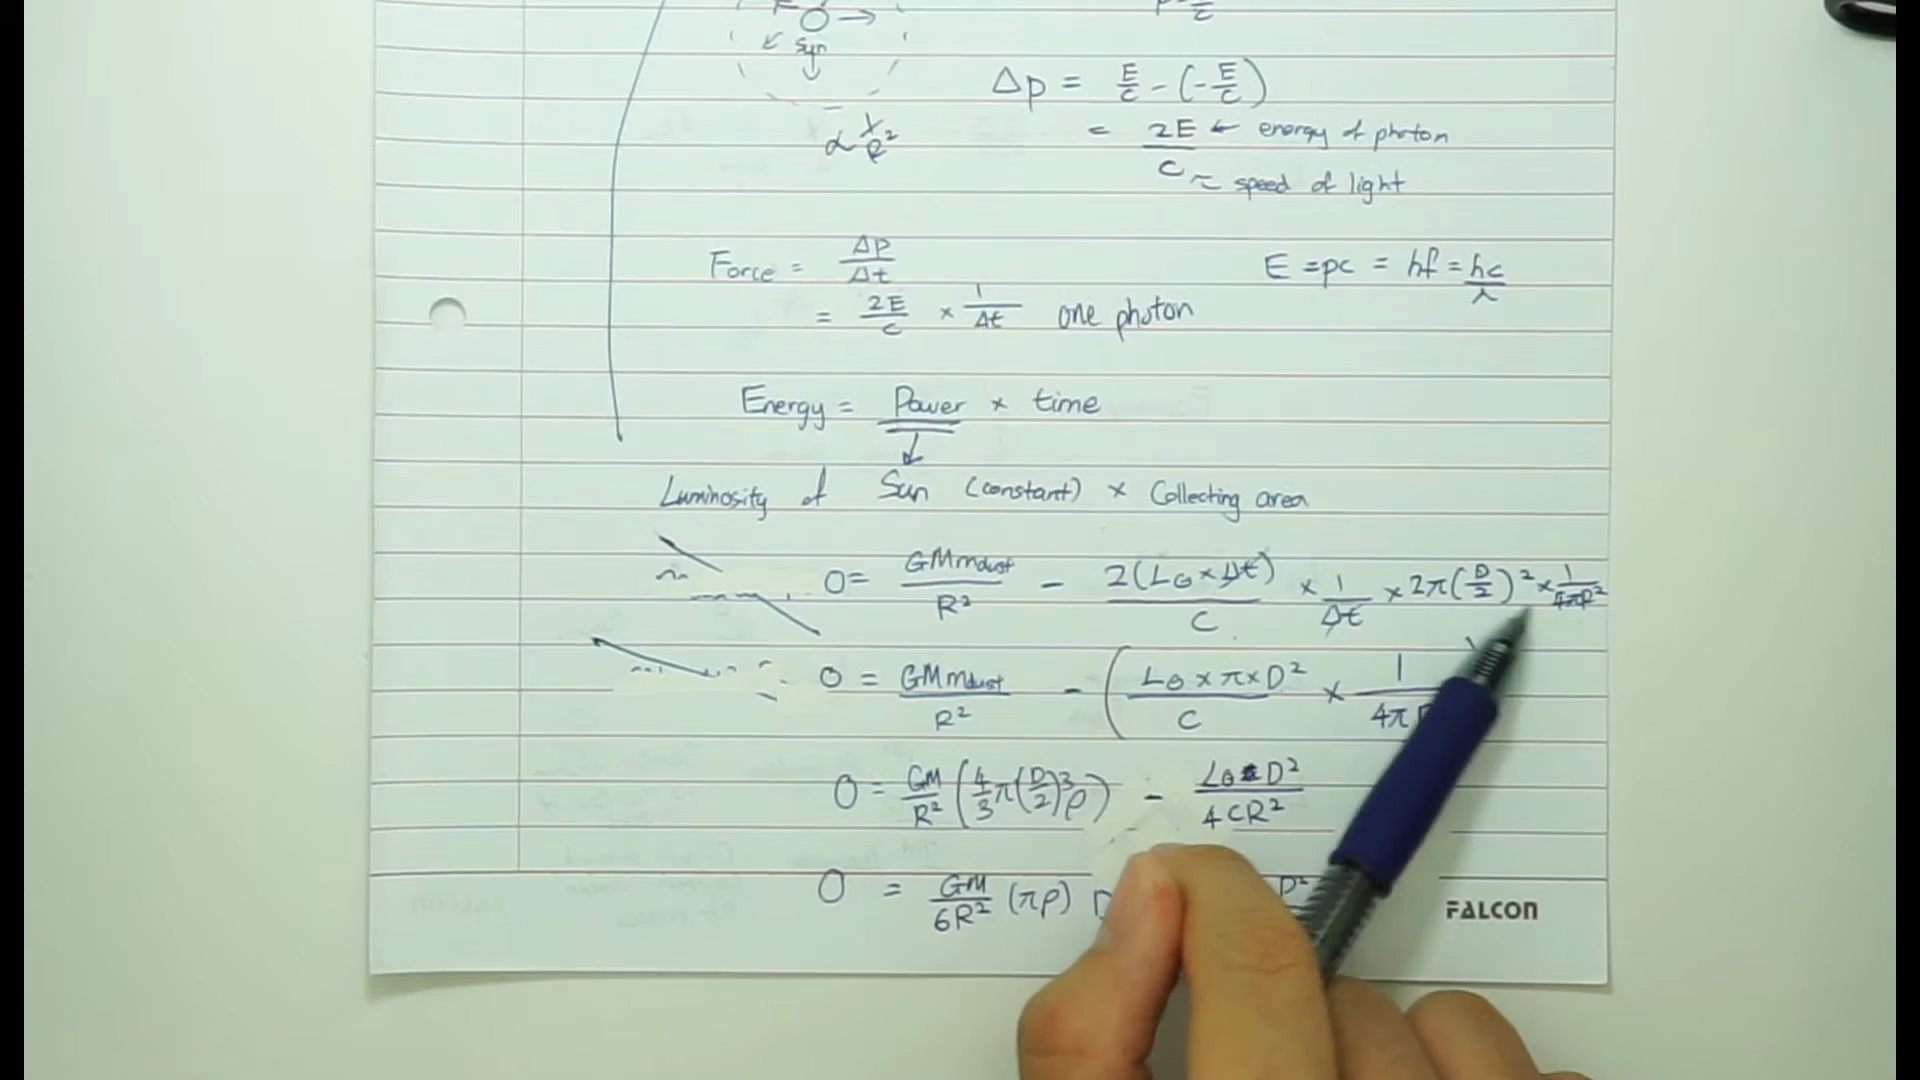 Sun
∝ 1/R²
Δp = E/c - (-E/c)
= 2E/c ← energy of photon
~ speed of light
Force = Δp/Δt
E = pc = hf = hc/λ
= 2E/c × 1/Δt one photon
Energy = Power × time
Luminosity of Sun (constant) × Collecting area
0 = GMm_dust/R² - 2(L⊙ × Δt)/C × 1/Δt × 2π(D/2)² × 1/4πR²
0 = GMm_dust/R² - (L⊙ × π × D²/C × 1/4π
0 = GM/R² (4/3 π(D/2)³ρ) - L⊙ D²/4CR²
0 = GM/6R² (πρ) D D²
FALCON